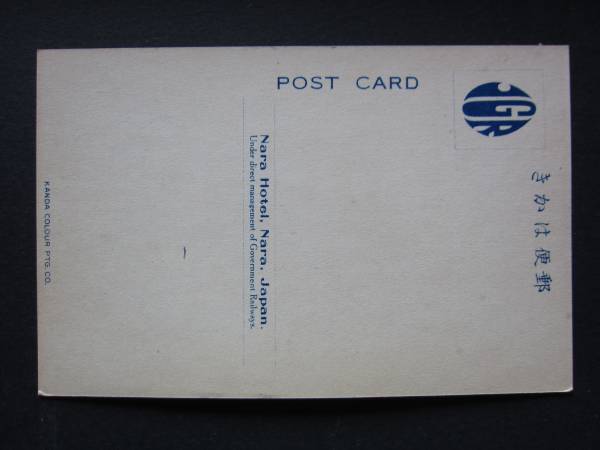 POST CARD
JGR
きかは便郵
Nara Hotel, Nara, Japan.
Under direct management of Government Railways.
KANDA COLOUR PTG. CO.